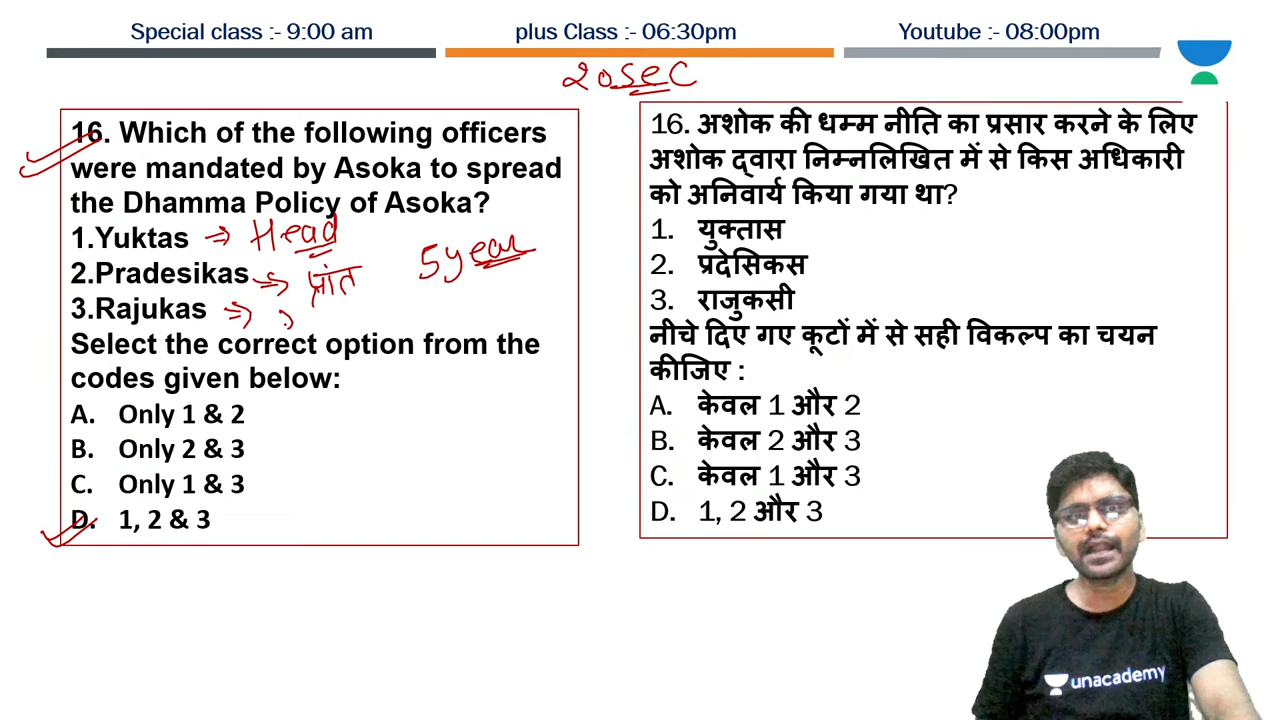 Special class :- 9:00 am
plus Class :- 06:30pm
Youtube :- 08:00pm
20 sec
16. Which of the following officers
were mandated by Asoka to spread
the Dhamma Policy of Asoka?
1.Yuktas ⇒ Head
2.Pradesikas ⇒ प्रांत
5 year
3.Rajukas ⇒
Select the correct option from the
codes given below:
A. Only 1 & 2
B. Only 2 & 3
C. Only 1 & 3
D. 1, 2 & 3
16. अशोक की धम्म नीति का प्रसार करने के लिए
अशोक द्वारा निम्नलिखित में से किस अधिकारी
को अनिवार्य किया गया था?
1. युक्तास
2. प्रदेसिकस
3. राजुकसी
नीचे दिए गए कूटों में से सही विकल्प का चयन
कीजिए :
A. केवल 1 और 2
B. केवल 2 और 3
C. केवल 1 और 3
D. 1, 2 और 3
unacademy